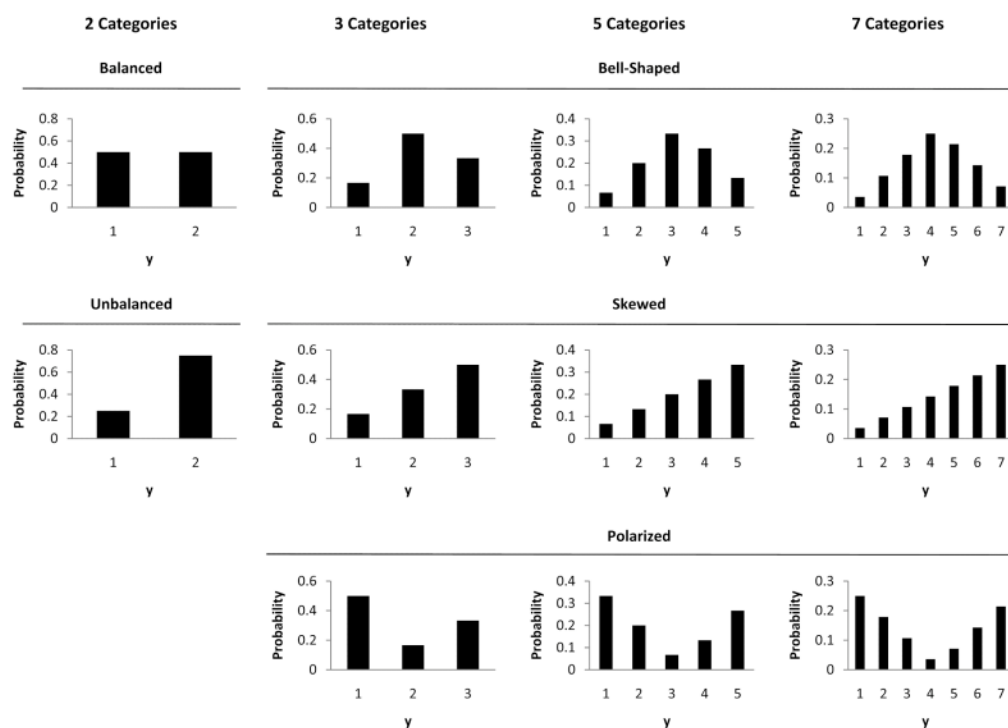 2 Categories 3 Categories 5 Categories 7 Categories
Balanced Bell-Shaped
Probability
0.8
0.6
0.4
0.2
0
1 2
y
Probability
0.6
0.4
0.2
0
1 2 3
y
Probability
0.4
0.3
0.2
0.1
0
1 2 3 4 5
y
Probability
0.3
0.2
0.1
0
1 2 3 4 5 6 7
y
Unbalanced Skewed
Probability
0.8
0.6
0.4
0.2
0
1 2
y
Probability
0.6
0.4
0.2
0
1 2 3
y
Probability
0.4
0.3
0.2
0.1
0
1 2 3 4 5
y
Probability
0.3
0.2
0.1
0
1 2 3 4 5 6 7
y
Polarized
Probability
0.6
0.4
0.2
0
1 2 3
y
Probability
0.4
0.3
0.2
0.1
0
1 2 3 4 5
y
Probability
0.3
0.2
0.1
0
1 2 3 4 5 6 7
y